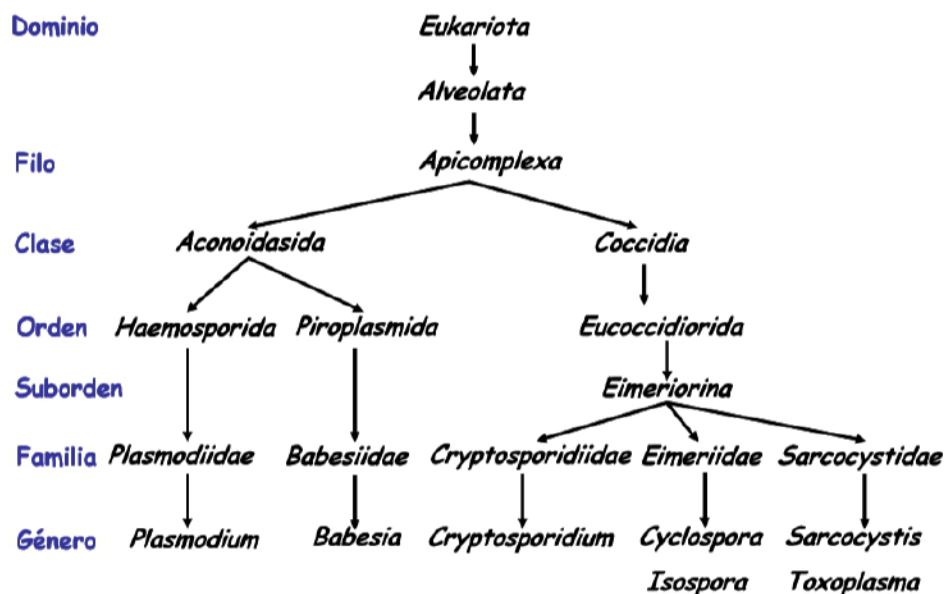 Dominio Eukariota
Alveolata
Filo Apicomplexa
Clase Aconoidasida Coccidia
Orden Haemosporida Piroplasmida Eucoccidiorida
Suborden Eimeriorina
Familia Plasmodiidae Babesiidae Cryptosporidiidae Eimeriidae Sarcocystidae
Género Plasmodium Babesia Cryptosporidium Cyclospora Sarcocystis
Isospora Toxoplasma